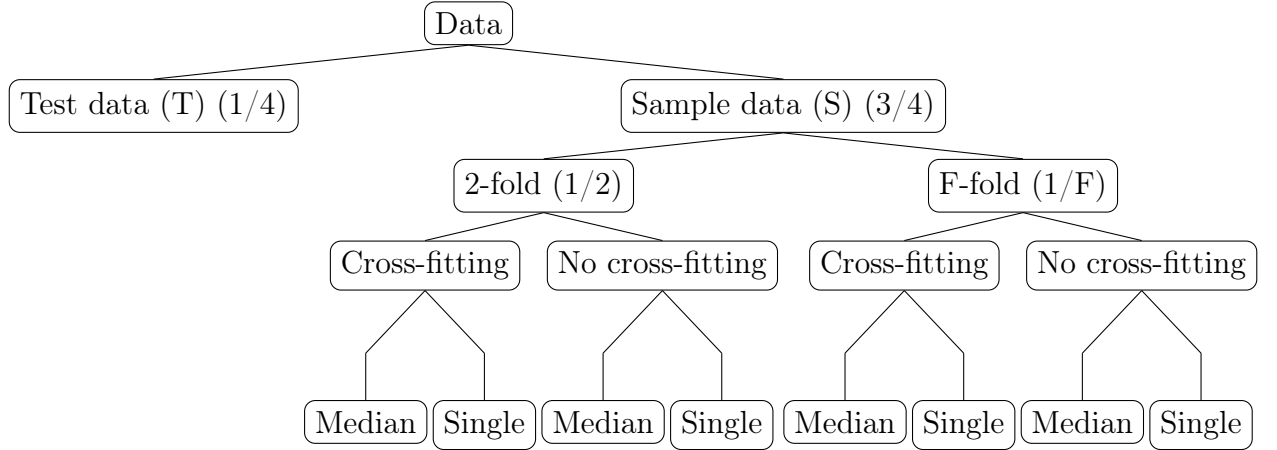 Data
Test data (T) (1/4)
Sample data (S) (3/4)
2-fold (1/2)
F-fold (1/F)
Cross-fitting
No cross-fitting
Cross-fitting
No cross-fitting
Median
Single
Median
Single
Median
Single
Median
Single